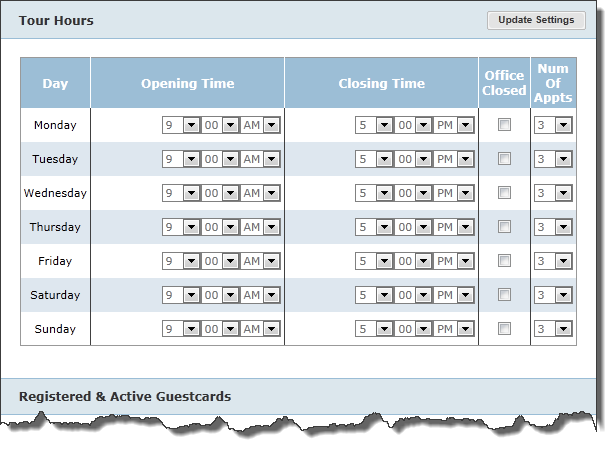 Tour Hours Update Settings
Day Opening Time Closing Time Office Closed Num Of Appts
Monday 9 00 AM 5 00 PM 3
Tuesday 9 00 AM 5 00 PM 3
Wednesday 9 00 AM 5 00 PM 3
Thursday 9 00 AM 5 00 PM 3
Friday 9 00 AM 5 00 PM 3
Saturday 9 00 AM 5 00 PM 3
Sunday 9 00 AM 5 00 PM 3
Registered & Active Guestcards